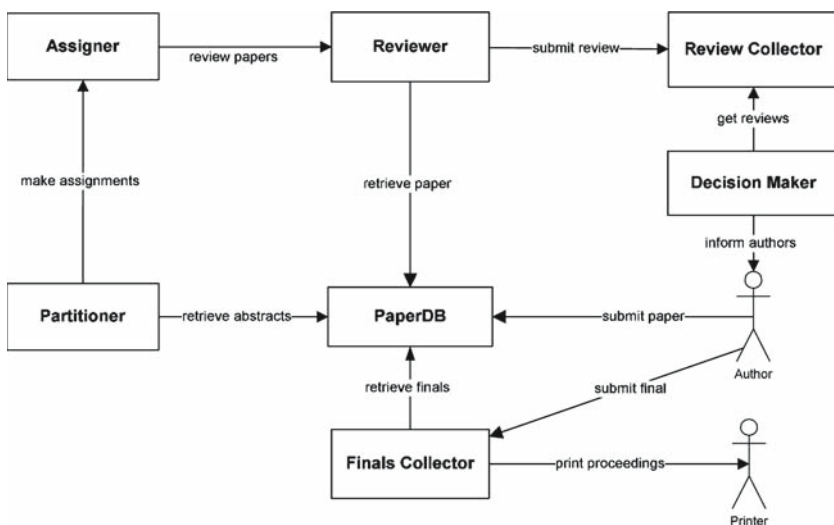 Assigner
review papers
Reviewer
submit review
Review Collector
get reviews
make assignments
retrieve paper
Decision Maker
inform authors
Partitioner
retrieve abstracts
PaperDB
submit paper
Author
retrieve finals
submit final
Finals Collector
print proceedings
Printer